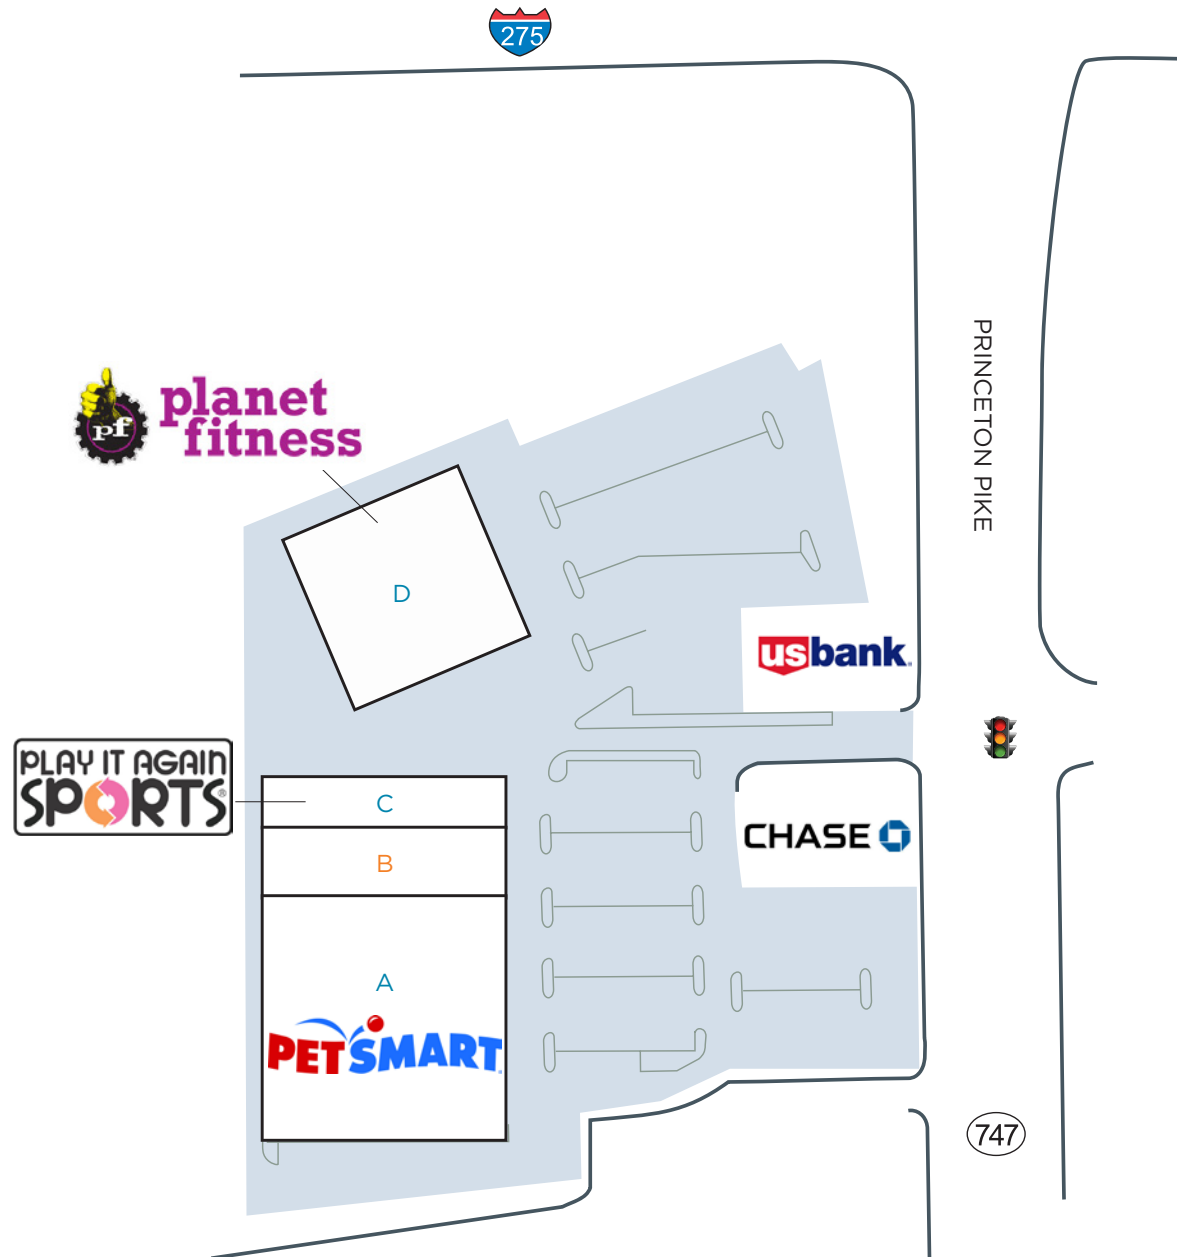 275
PRINCETON PIKE
pf
planet
fitness
D
usbank.
PLAY IT AGAIN
SPORTS®
C
CHASE
B
A
PETSMART
747